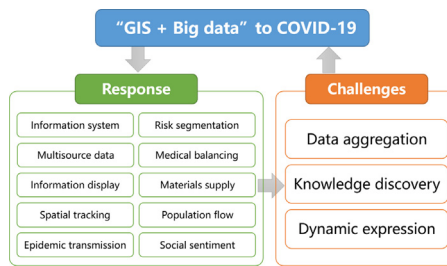 “GIS + Big data” to COVID-19
Response
Information system
Risk segmentation
Multisource data
Medical balancing
Information display
Materials supply
Spatial tracking
Population flow
Epidemic transmission
Social sentiment
Challenges
Data aggregation
Knowledge discovery
Dynamic expression